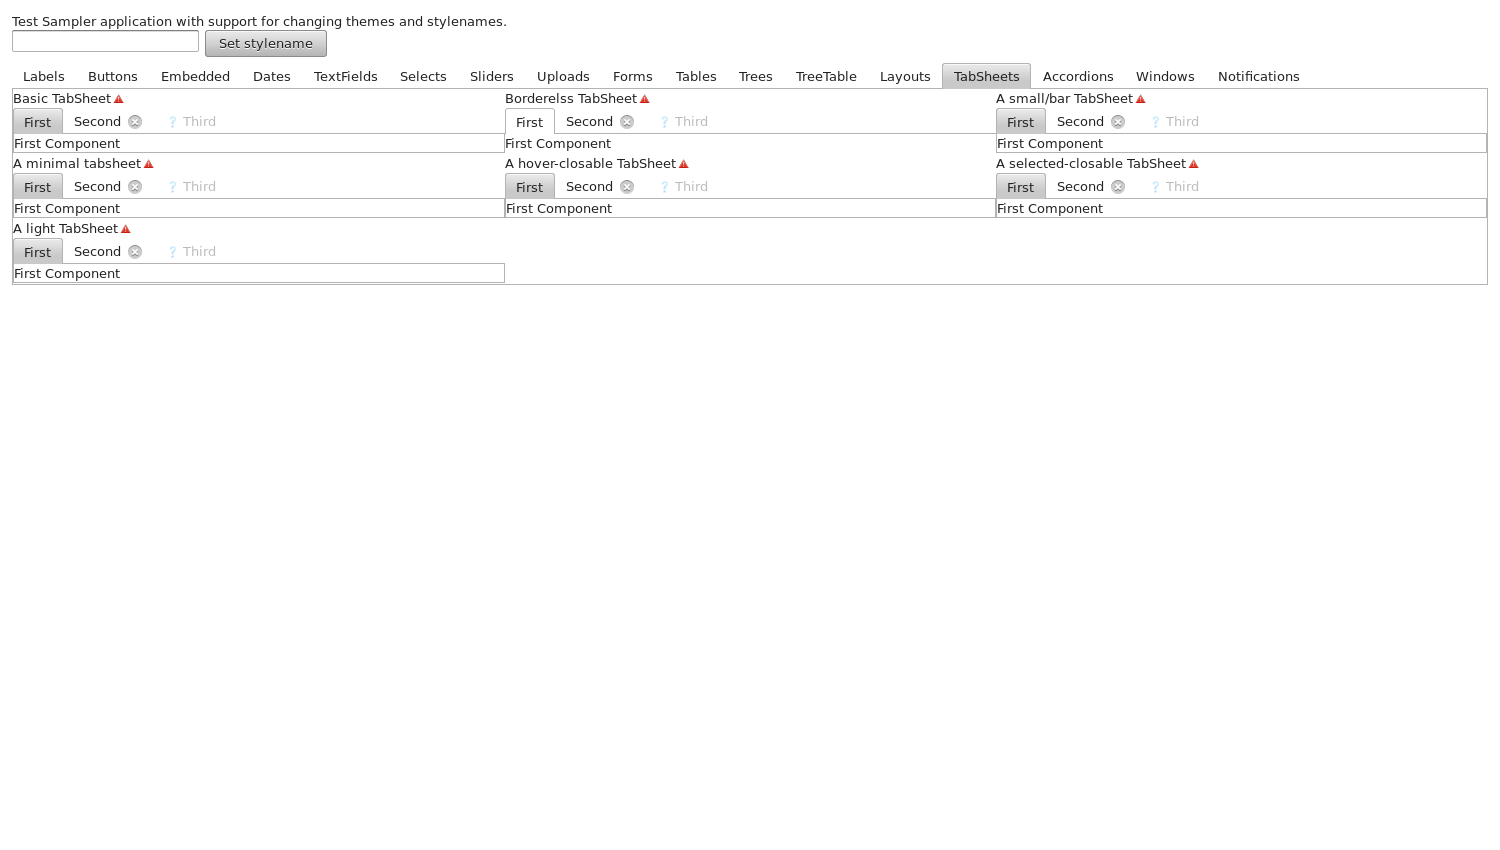 Test Sampler application with support for changing themes and stylenames.
Set stylename
Labels Buttons Embedded Dates TextFields Selects Sliders Uploads Forms Tables Trees TreeTable Layouts TabSheets Accordions Windows Notifications
Basic TabSheet Borderelss TabSheet A small/bar TabSheet
First Second ? Third First Second ? Third First Second ? Third
First Component First Component First Component
A minimal tabsheet A hover-closable TabSheet A selected-closable TabSheet
First Second ? Third First Second ? Third First Second ? Third
First Component First Component First Component
A light TabSheet
First Second ? Third
First Component